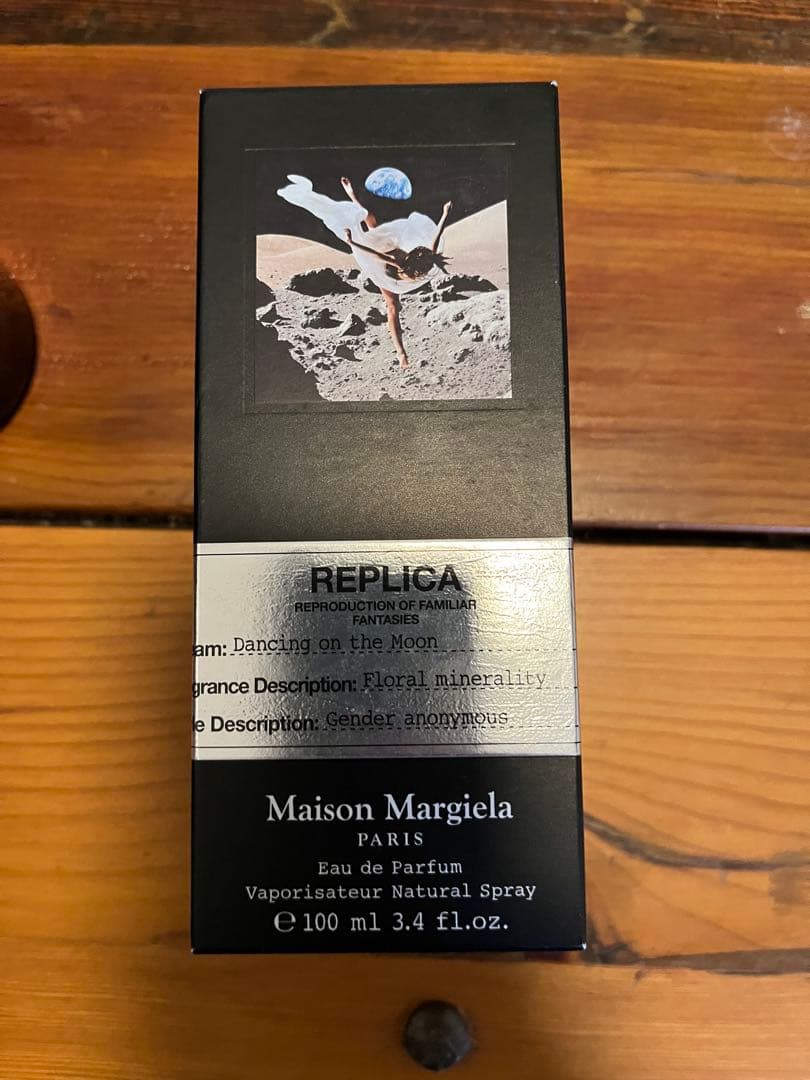 REPLICA
REPRODUCTION OF FAMILIAR
FANTASIES
am: Dancing on the Moon
grance Description: Floral minerality
e Description: Gender anonymous
Maison Margiela
PARIS
Eau de Parfum
Vaporisateur Natural Spray
℮ 100 ml 3.4 fl.oz.